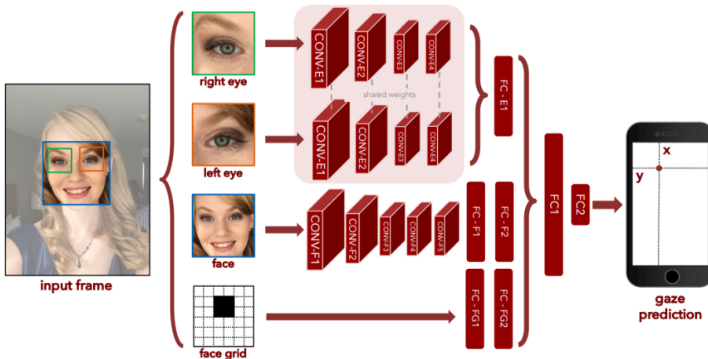 input frame
right eye
left eye
face
face grid
CONV-E1
CONV-E2
CONV-E3
CONV-E4
shared weights
CONV-E1
CONV-E2
CONV-E3
CONV-E4
FC - E1
CONV-F1
CONV-F2
CONV-F3
CONV-F4
CONV-F5
FC - F1
FC - F2
FC - FG1
FC - FG2
FC1
FC2
x
y
gaze
prediction